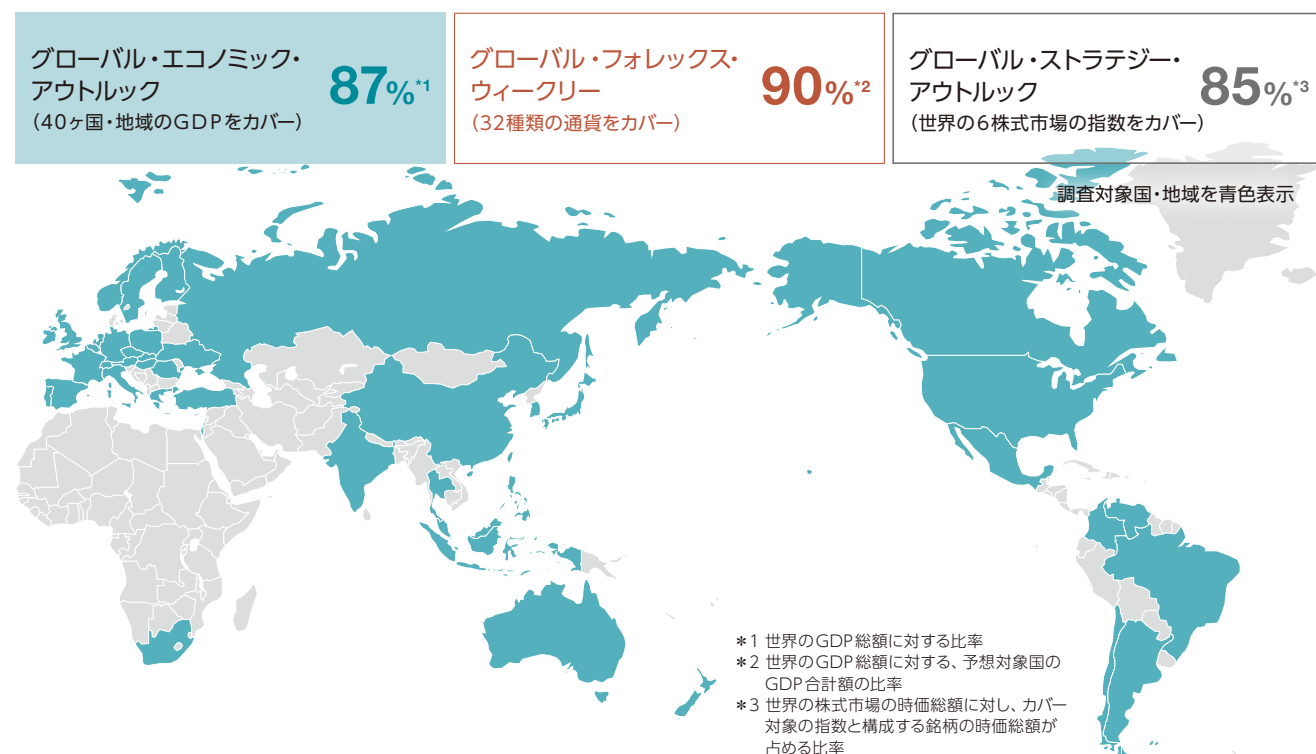 グローバル・エコノミック・
アウトルック
(40ヶ国・地域のGDPをカバー)
87%*1
グローバル・フォレックス・
ウィークリー
(32種類の通貨をカバー)
90%*2
グローバル・ストラテジー・
アウトルック
(世界の6株式市場の指数をカバー)
85%*3
調査対象国・地域を青色表示
*1 世界のGDP総額に対する比率
*2 世界のGDP総額に対する、予想対象国の
GDP合計額の比率
*3 世界の株式市場の時価総額に対し、カバー
対象の指数と構成する銘柄の時価総額が
占める比率